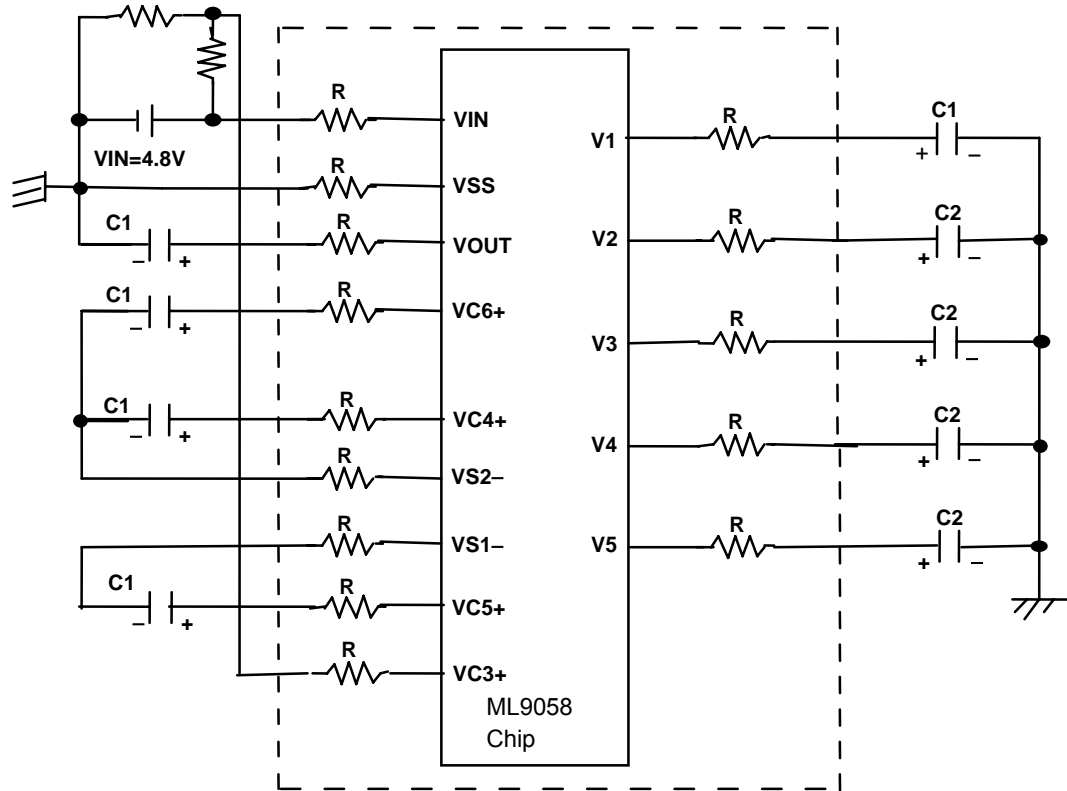 R
VIN
VIN=4.8V
R
VSS
C1
– +
R
VOUT
C1
– +
R
VC6+
C1
– +
R
VC4+
R
VS2–
R
VS1–
C1
– +
R
VC5+
R
VC3+
ML9058
Chip
V1
R
C1
+ –
V2
R
C2
+ –
V3
R
C2
+ –
V4
R
C2
+ –
V5
R
C2
+ –